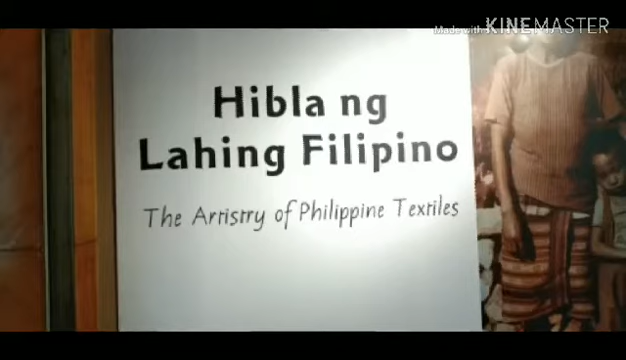 Made with KINEMASTER
Hibla ng
Lahing Filipino
The Artistry of Philippine Textiles